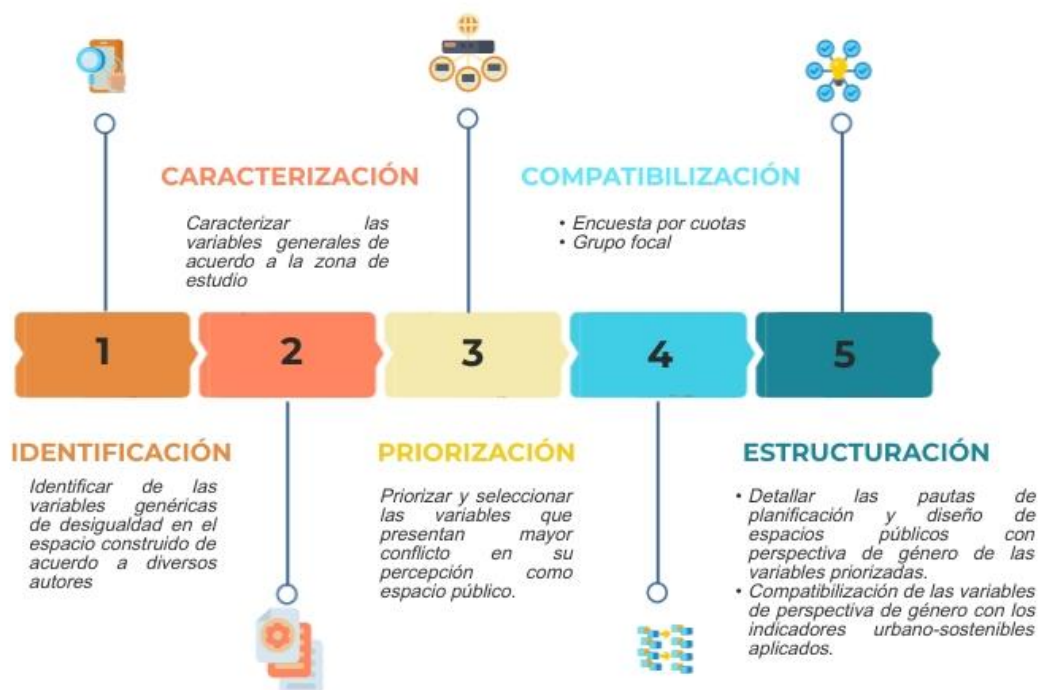 CARACTERIZACIÓN
Caracterizar las
variables generales de
acuerdo a la zona de
estudio
COMPATIBILIZACIÓN
• Encuesta por cuotas
• Grupo focal
1
2
3
4
5
IDENTIFICACIÓN
Identificar de las
variables genéricas
de desigualdad en el
espacio construido de
acuerdo a diversos
autores
PRIORIZACIÓN
Priorizar y seleccionar
las variables que
presentan mayor
conflicto en su
percepción como
espacio público.
ESTRUCTURACIÓN
• Detallar las pautas de
planificación y diseño de
espacios públicos con
perspectiva de género de las
variables priorizadas.
• Compatibilización de las variables
de perspectiva de género con los
indicadores urbano-sostenibles
aplicados.